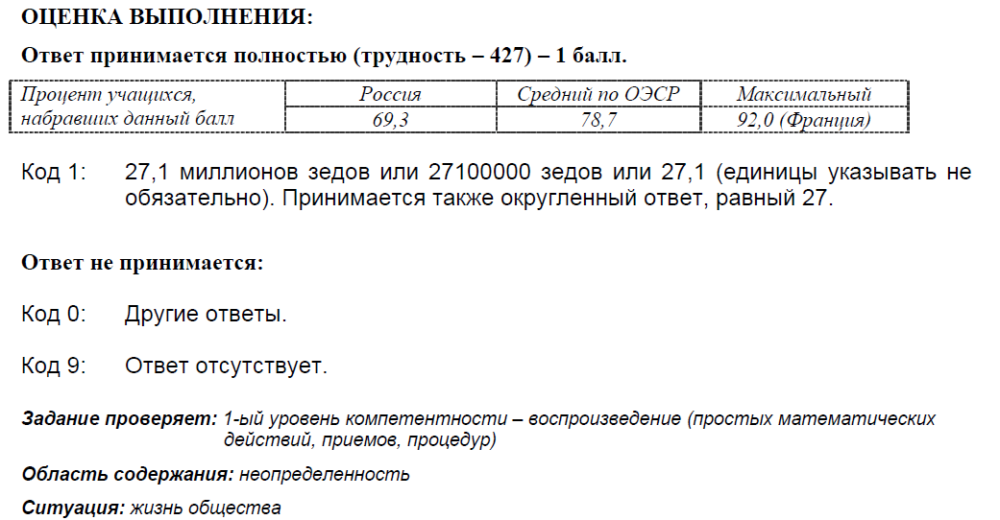 ОЦЕНКА ВЫПОЛНЕНИЯ:
Ответ принимается полностью (трудность – 427) – 1 балл.
Процент учащихся, набравших данный балл
Россия
Средний по ОЭСР
Максимальный
69,3
78,7
92,0 (Франция)
Код 1: 27,1 миллионов зедов или 27100000 зедов или 27,1 (единицы указывать не
обязательно). Принимается также округленный ответ, равный 27.
Ответ не принимается:
Код 0: Другие ответы.
Код 9: Ответ отсутствует.
Задание проверяет: 1-ый уровень компетентности – воспроизведение (простых математических
действий, приемов, процедур)
Область содержания: неопределенность
Ситуация: жизнь общества